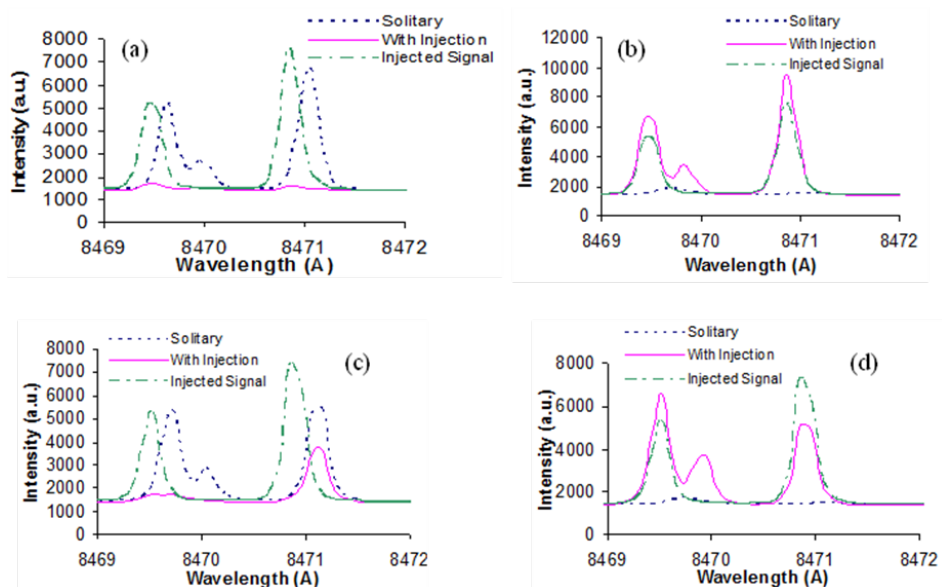 (a)
Solitary
With Injection
Injected Signal
Intensity (a.u.)
8000
7000
6000
5000
4000
3000
2000
1000
0
8469 8470 8471 8472
Wavelength (A)
(b)
Solitary
With Injection
Injected Signal
Intensity (a.u.)
12000
10000
8000
6000
4000
2000
0
8469 8470 8471 8472
Wavelength (A)
(c)
Solitary
With Injection
Injected Signal
Intensity (a.u.)
8000
7000
6000
5000
4000
3000
2000
1000
0
8469 8470 8471 8472
Wavelength (A)
(d)
Solitary
With Injection
Injected Signal
Intensity (a.u.)
8000
6000
4000
2000
0
8469 8470 8471 8472
Wavelength (A)